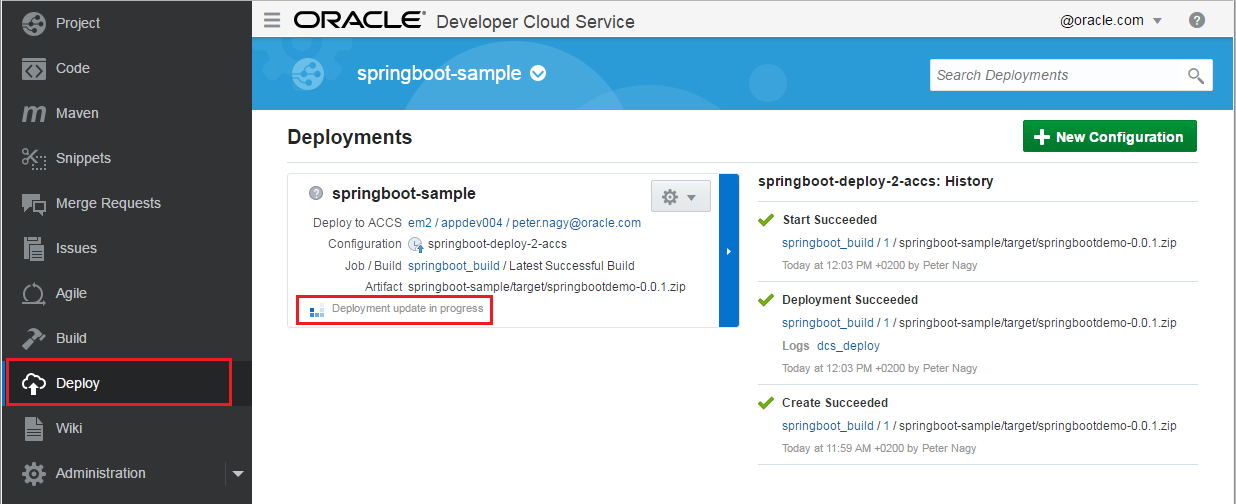 Project
Code
Maven
Snippets
Merge Requests
Issues
Agile
Build
Deploy
Wiki
Administration
ORACLE® Developer Cloud Service
@oracle.com
springboot-sample
Search Deployments
Deployments
New Configuration
springboot-sample
Deploy to ACCS em2 / appdev004 / peter.nagy@oracle.com
Configuration springboot-deploy-2-accs
Job / Build springboot_build / Latest Successful Build
Artifact springboot-sample/target/springbootdemo-0.0.1.zip
Deployment update in progress
springboot-deploy-2-accs: History
Start Succeeded
springboot_build / 1 / springboot-sample/target/springbootdemo-0.0.1.zip
Today at 12:03 PM +0200 by Peter Nagy
Deployment Succeeded
springboot_build / 1 / springboot-sample/target/springbootdemo-0.0.1.zip
Logs dcs_deploy
Today at 12:03 PM +0200 by Peter Nagy
Create Succeeded
springboot_build / 1 / springboot-sample/target/springbootdemo-0.0.1.zip
Today at 11:59 AM +0200 by Peter Nagy